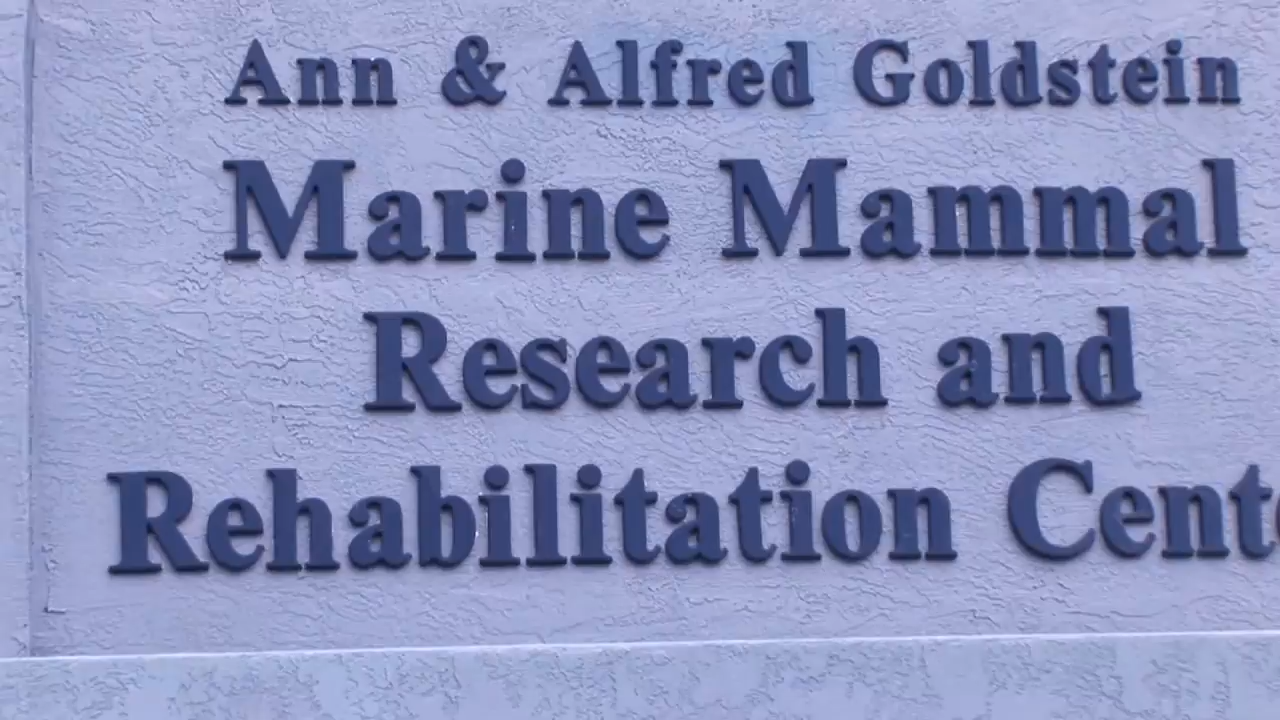 Ann & Alfred Goldstein
Marine Mammal
Research and
Rehabilitation Cente